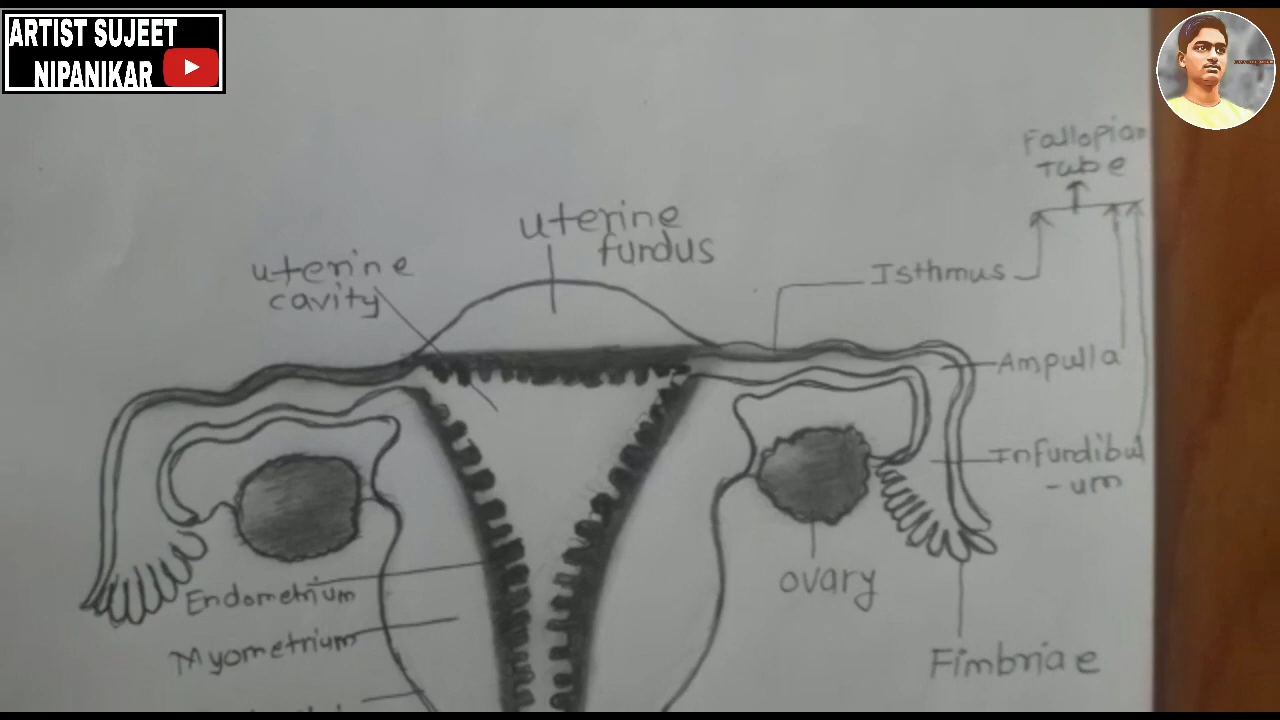 ARTIST SUJEET
NIPANIKAR
Fallopian
Tube
uterine
fundus
uterine
cavity
Isthmus
Ampulla
Infundibul
-um
Endometrium
ovary
Myometrium
Fimbriae